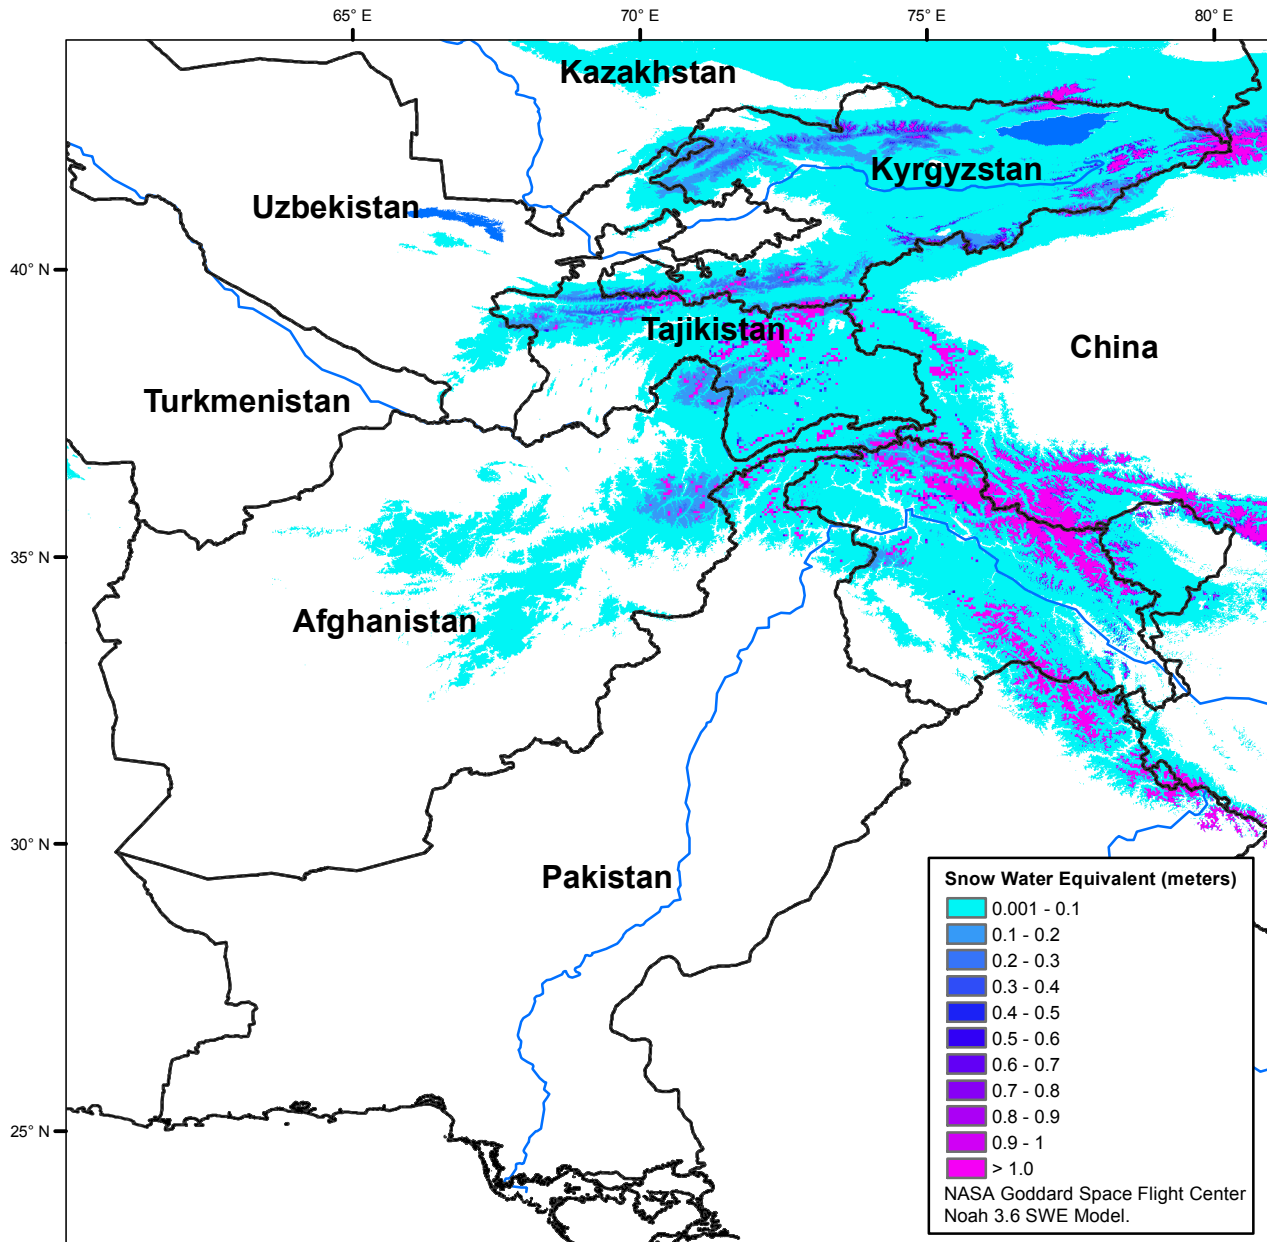 65° E
70° E
75° E
80° E
Kazakhstan
Kyrgyzstan
Uzbekistan
40° N
Tajikistan
China
Turkmenistan
35° N
Afghanistan
30° N
Pakistan
25° N
Snow Water Equivalent (meters)
0.001 - 0.1
0.1 - 0.2
0.2 - 0.3
0.3 - 0.4
0.4 - 0.5
0.5 - 0.6
0.6 - 0.7
0.7 - 0.8
0.8 - 0.9
0.9 - 1
> 1.0
NASA Goddard Space Flight Center
Noah 3.6 SWE Model.